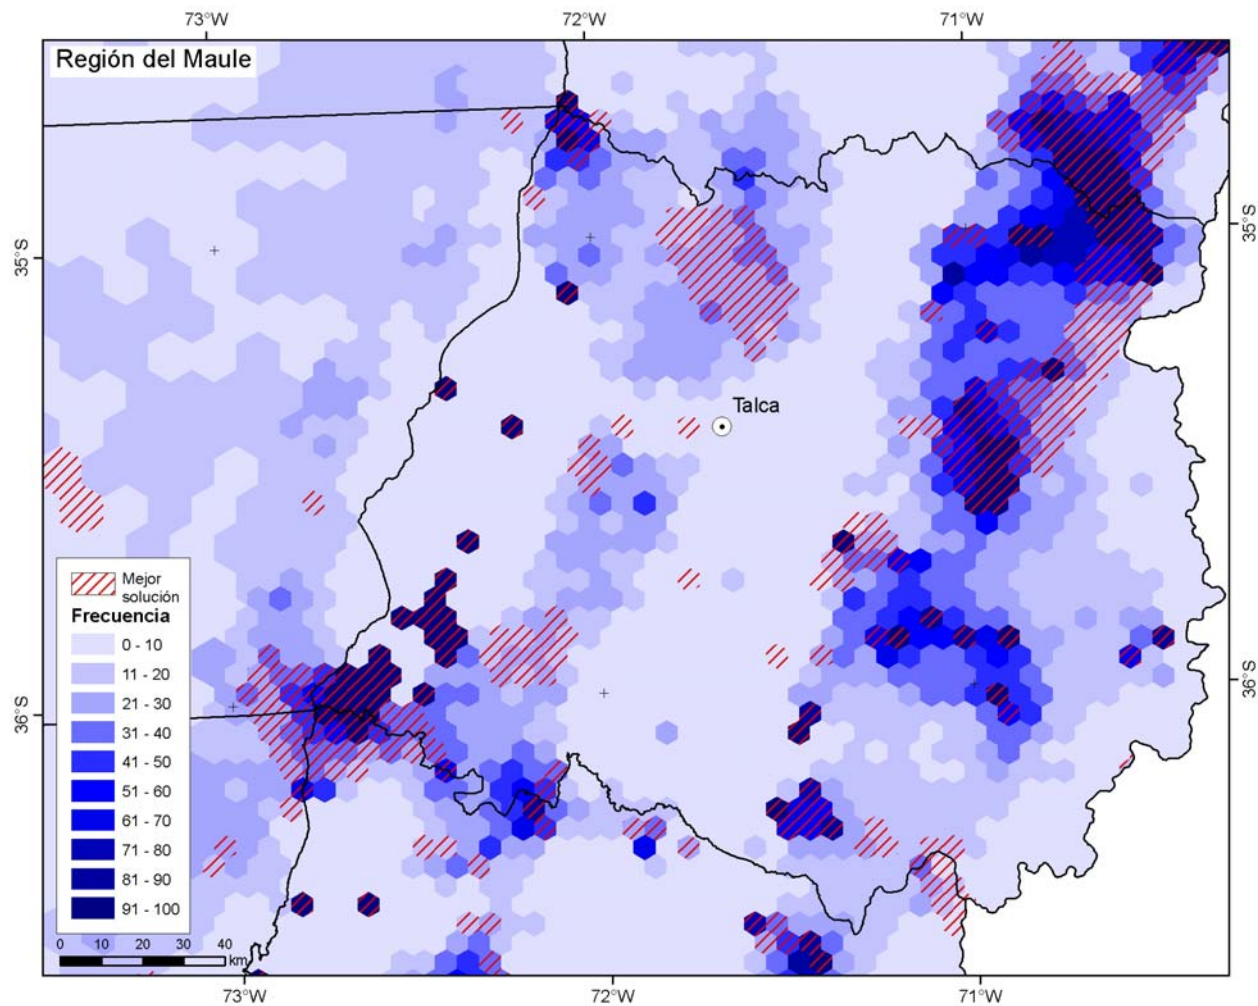 73°W 72°W 71°W
Región del Maule
35°S
35°S
Talca
Mejor
solución
Frecuencia
0 - 10
11 - 20
21 - 30
31 - 40
41 - 50
51 - 60
61 - 70
71 - 80
81 - 90
91 - 100
36°S
36°S
0 10 20 30 40
km
73°W 72°W 71°W